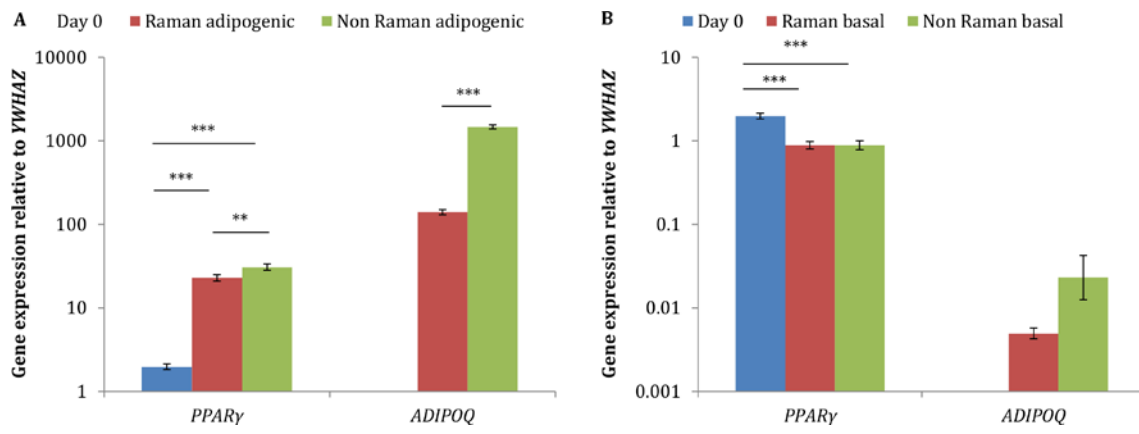 A Day 0 Raman adipogenic Non Raman adipogenic
Gene expression relative to YWHAZ
10000
1000
100
10
1
***
***
**
***
PPARγ ADIPOQ
B Day 0 Raman basal Non Raman basal
Gene expression relative to YWHAZ
10
1
0.1
0.01
0.001
***
***
PPARγ ADIPOQ